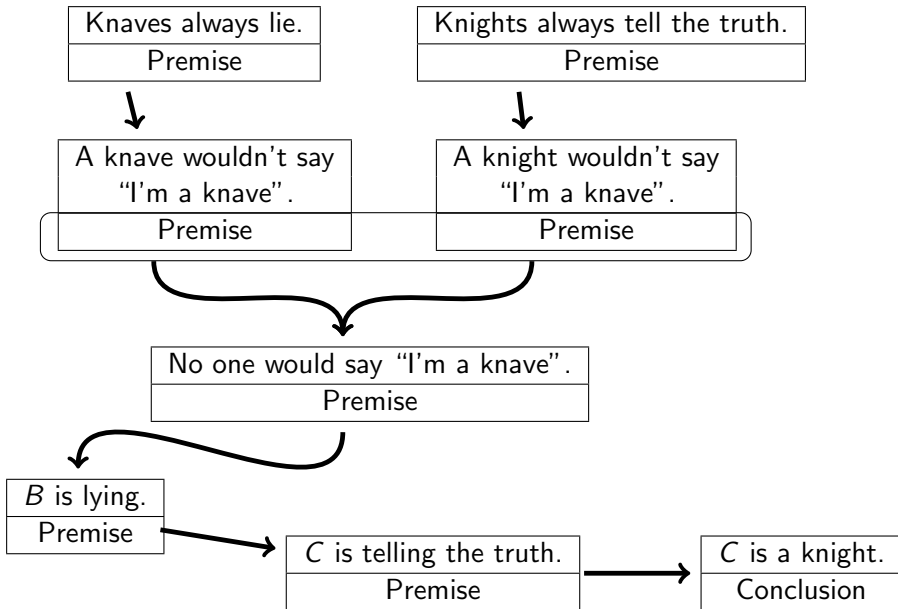 Knaves always lie.
Premise
Knights always tell the truth.
Premise
A knave wouldn't say
“I'm a knave”.
Premise
A knight wouldn't say
“I'm a knave”.
Premise
No one would say “I'm a knave”.
Premise
B is lying.
Premise
C is telling the truth.
Premise
C is a knight.
Conclusion